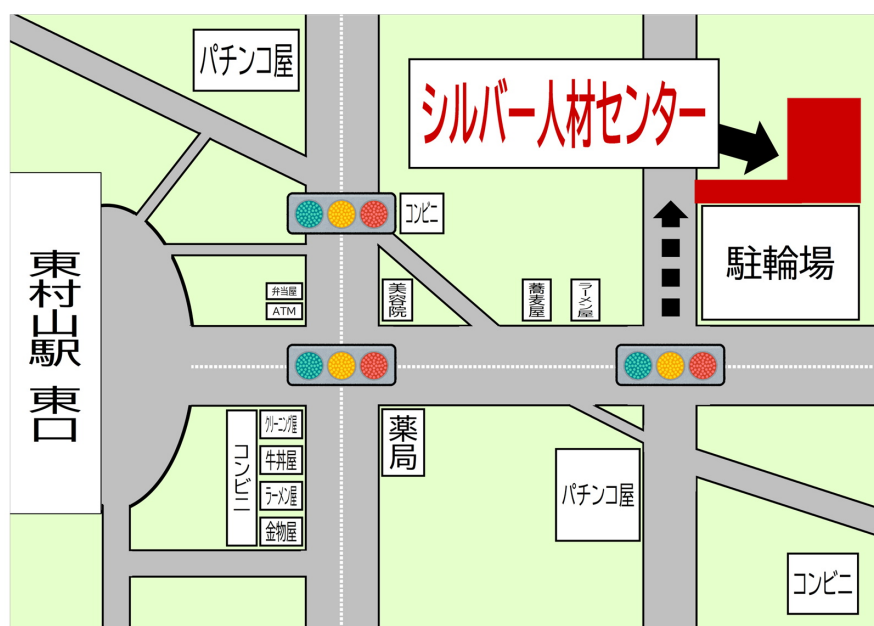 パチンコ屋
シルバー人材センター
コンビニ
駐輪場
東村山駅 東口
弁当屋
ATM
美容院
蕎麦屋
ラーメン屋
コンビニ
クリーニング屋
牛丼屋
ラーメン屋
金物屋
薬局
パチンコ屋
コンビニ